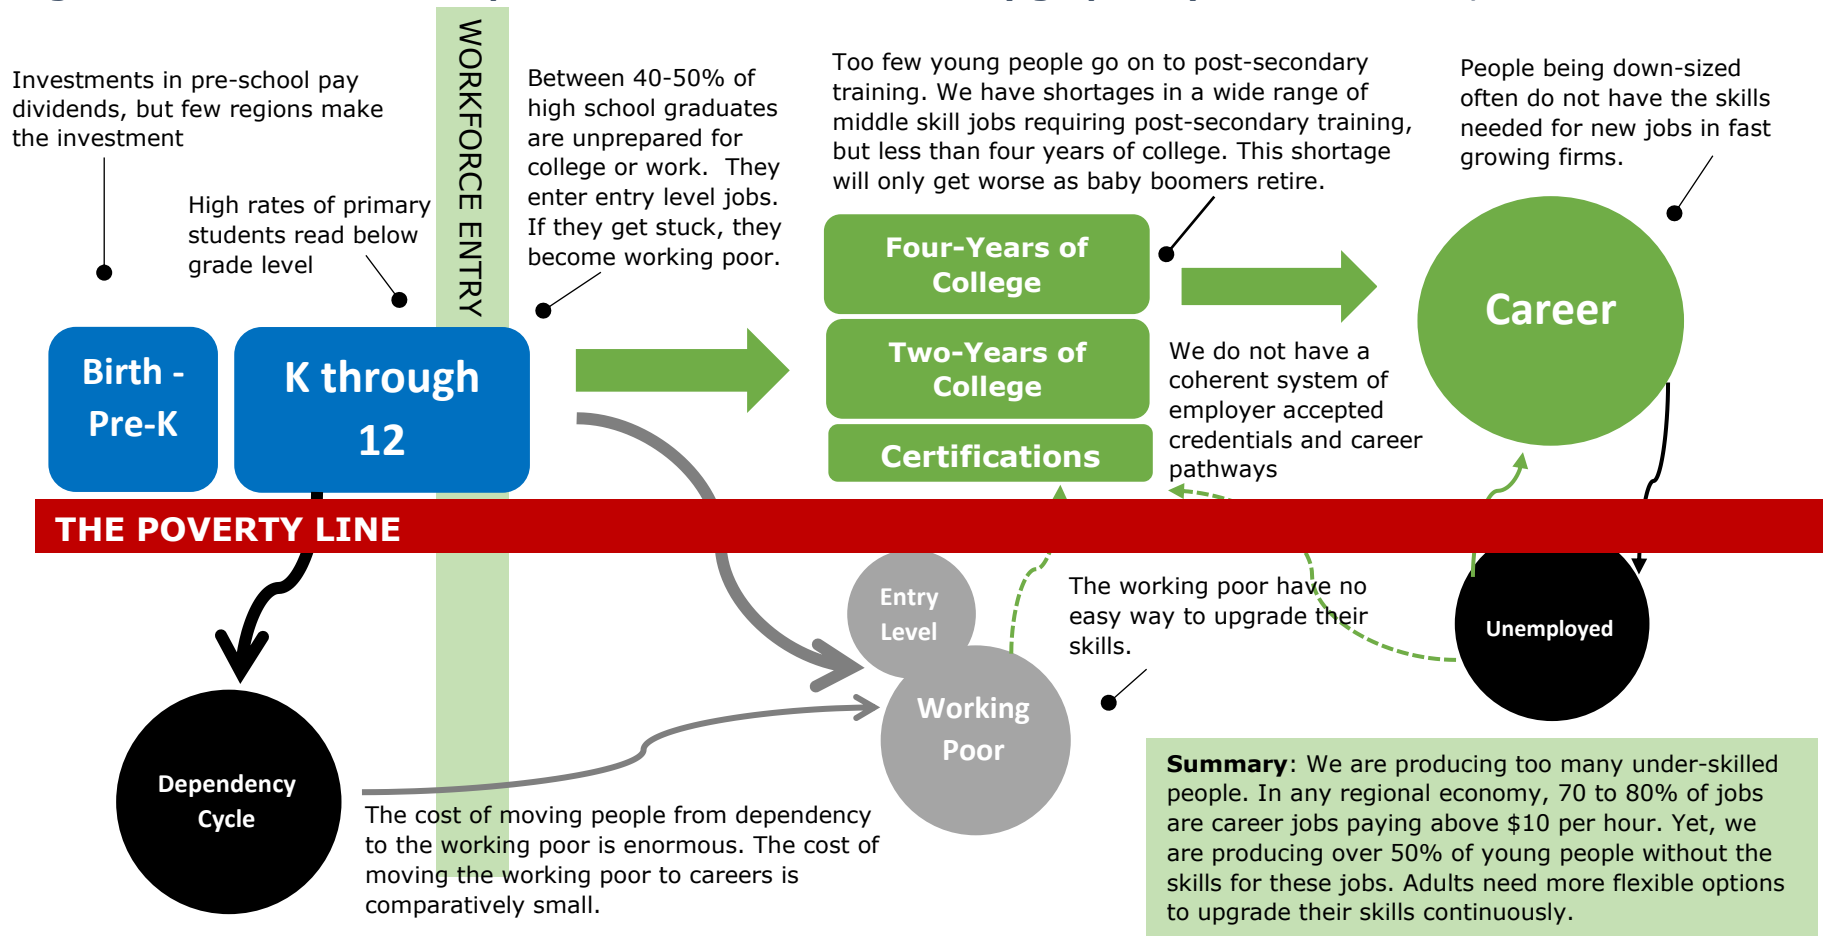 Investments in pre-school pay
dividends, but few regions make
the investment
High rates of primary
students read below
grade level
WORKFORCE ENTRY
Between 40-50% of
high school graduates
are unprepared for
college or work. They
enter entry level jobs.
If they get stuck, they
become working poor.
Too few young people go on to post-secondary
training. We have shortages in a wide range of
middle skill jobs requiring post-secondary training,
but less than four years of college. This shortage
will only get worse as baby boomers retire.
People being down-sized
often do not have the skills
needed for new jobs in fast
growing firms.
Birth -
Pre-K
K through
12
Four-Years of
College
Two-Years of
College
Certifications
We do not have a
coherent system of
employer accepted
credentials and career
pathways
Career
THE POVERTY LINE
Entry
Level
Working
Poor
The working poor have no
easy way to upgrade their
skills.
Unemployed
Dependency
Cycle
The cost of moving people from dependency
to the working poor is enormous. The cost of
moving the working poor to careers is
comparatively small.
Summary: We are producing too many under-skilled
people. In any regional economy, 70 to 80% of jobs
are career jobs paying above $10 per hour. Yet, we
are producing over 50% of young people without the
skills for these jobs. Adults need more flexible options
to upgrade their skills continuously.